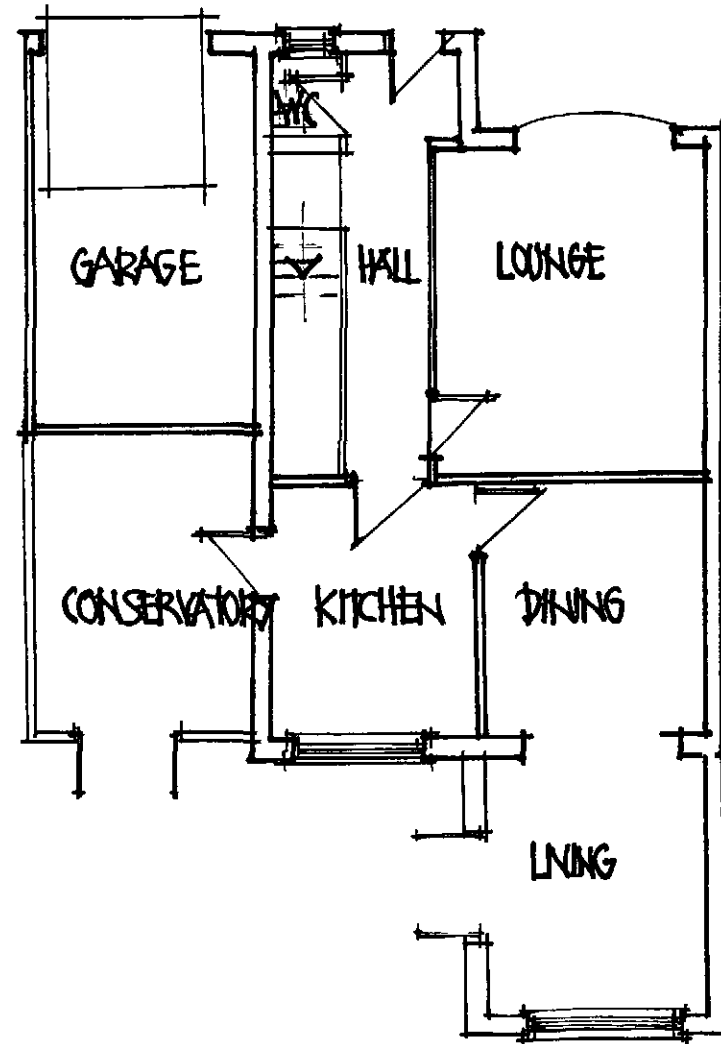 WC
GARAGE
HALL
LOUNGE
CONSERVATORY
KITCHEN
DINING
LIVING